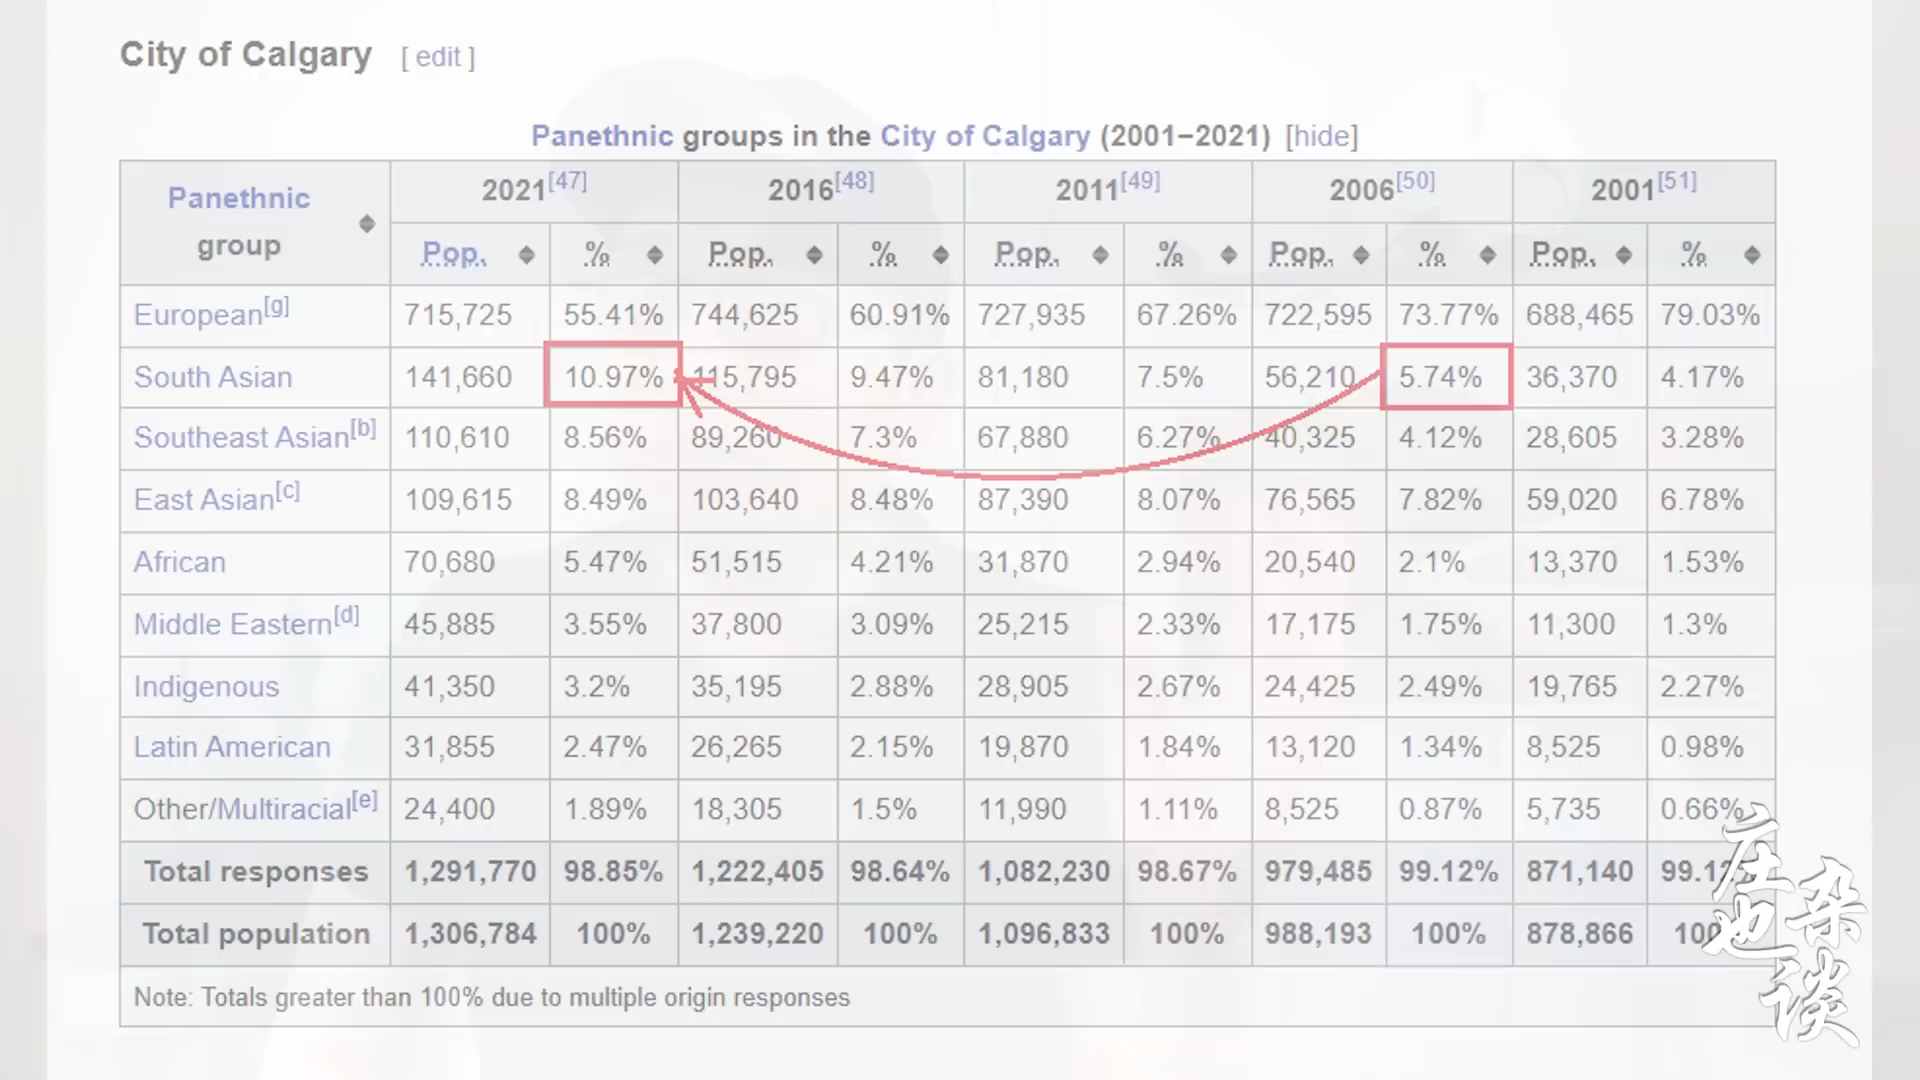 City of Calgary [ edit ]
Panethnic groups in the City of Calgary (2001−2021) [hide]
Panethnic group 2021[47] 2016[48] 2011[49] 2006[50] 2001[51]
Pop. % Pop. % Pop. % Pop. % Pop. %
European[g] 715,725 55.41% 744,625 60.91% 727,935 67.26% 722,595 73.77% 688,465 79.03%
South Asian 141,660 10.97% 115,795 9.47% 81,180 7.5% 56,210 5.74% 36,370 4.17%
Southeast Asian[b] 110,610 8.56% 89,260 7.3% 67,880 6.27% 40,325 4.12% 28,605 3.28%
East Asian[c] 109,615 8.49% 103,640 8.48% 87,390 8.07% 76,565 7.82% 59,020 6.78%
African 70,680 5.47% 51,515 4.21% 31,870 2.94% 20,540 2.1% 13,370 1.53%
Middle Eastern[d] 45,885 3.55% 37,800 3.09% 25,215 2.33% 17,175 1.75% 11,300 1.3%
Indigenous 41,350 3.2% 35,195 2.88% 28,905 2.67% 24,425 2.49% 19,765 2.27%
Latin American 31,855 2.47% 26,265 2.15% 19,870 1.84% 13,120 1.34% 8,525 0.98%
Other/Multiracial[e] 24,400 1.89% 18,305 1.5% 11,990 1.11% 8,525 0.87% 5,735 0.66%
Total responses 1,291,770 98.85% 1,222,405 98.64% 1,082,230 98.67% 979,485 99.12% 871,140
Total population 1,306,784 100% 1,239,220 100% 1,096,833 100% 988,193 100% 878,866
Note: Totals greater than 100% due to multiple origin responses
庄也杂谈